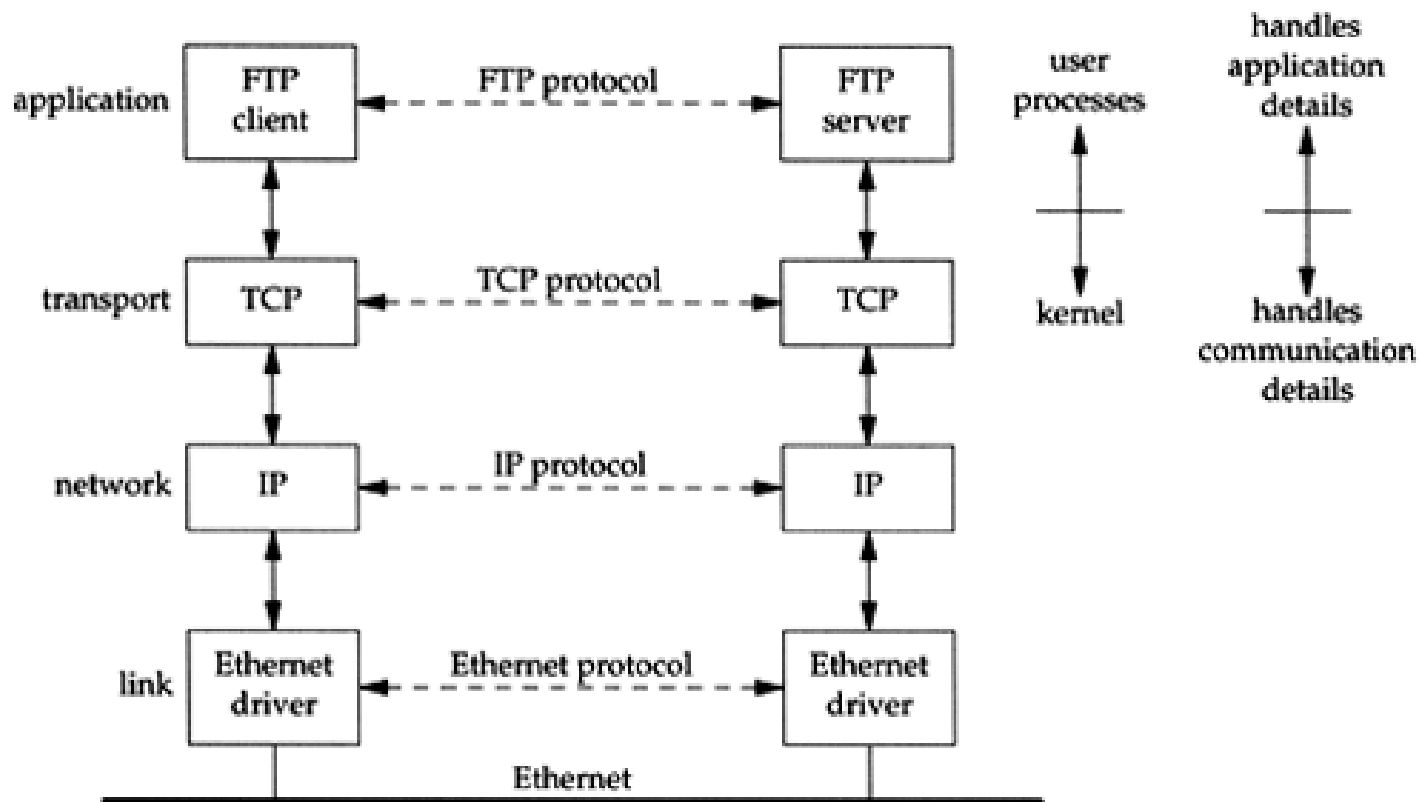 handles
application
details
user
processes
application
FTP
client
FTP protocol
FTP
server
transport
TCP
TCP protocol
TCP
kernel
handles
communication
details
network
IP
IP protocol
IP
link
Ethernet
driver
Ethernet protocol
Ethernet
driver
Ethernet